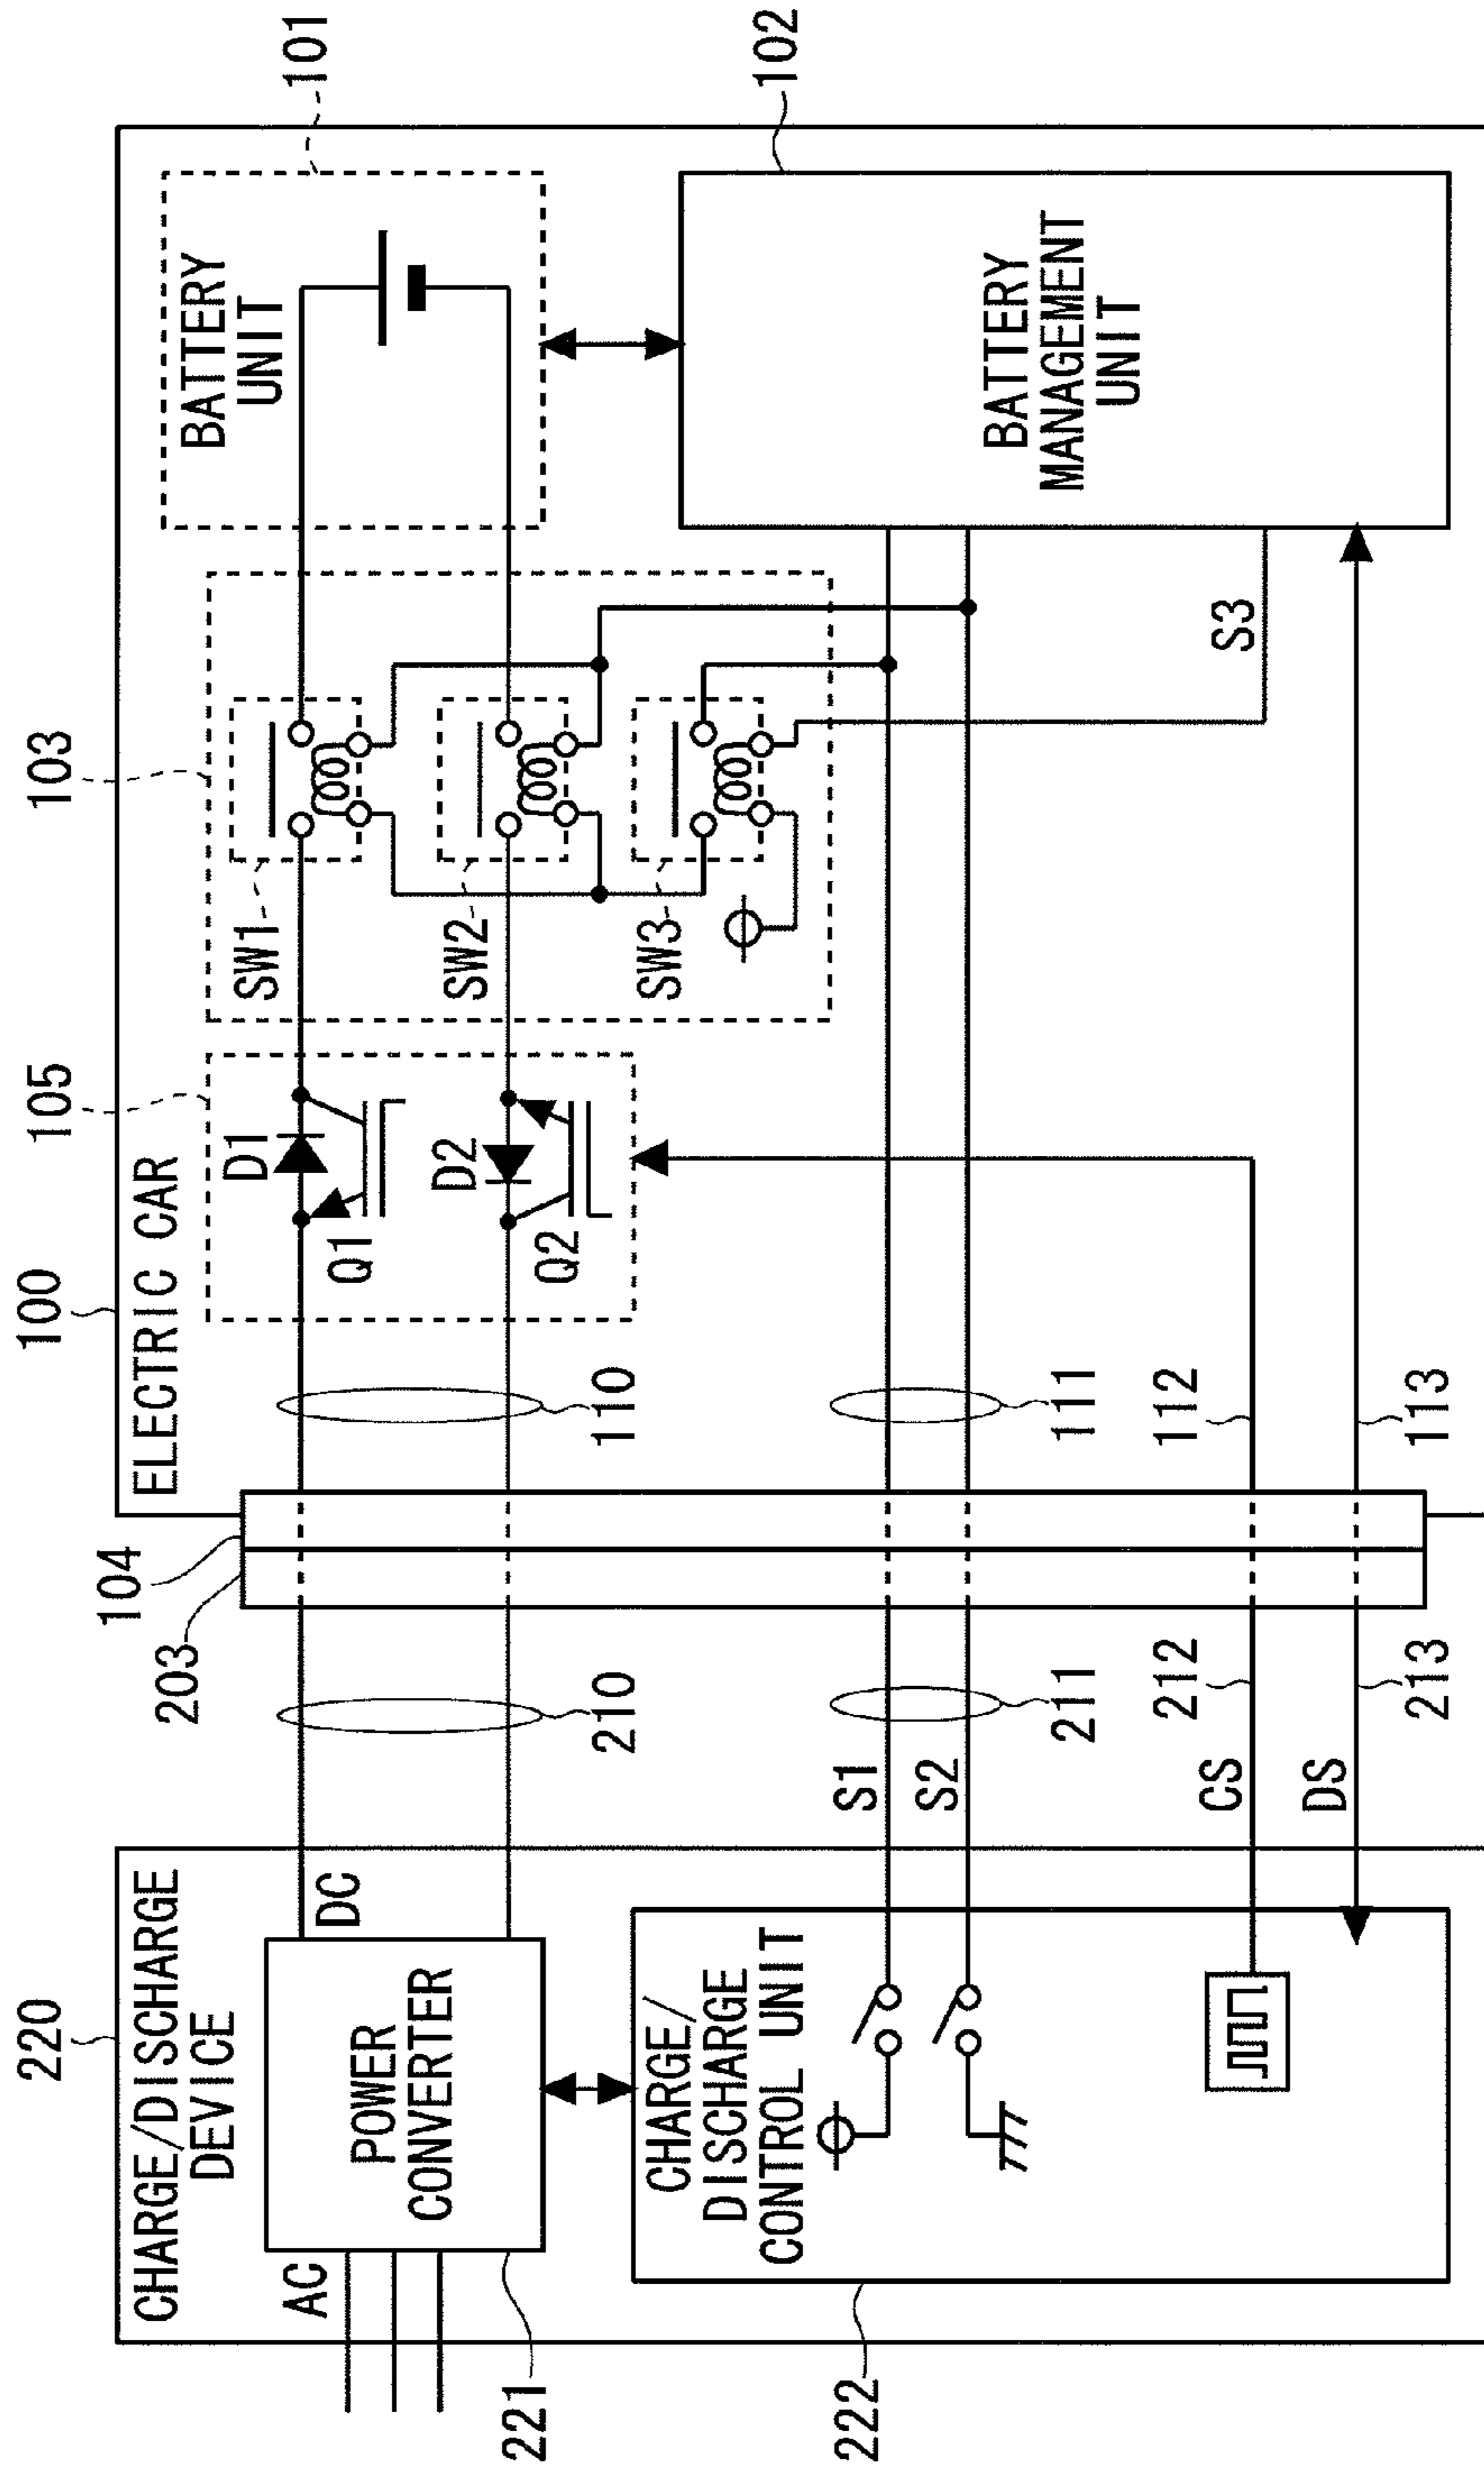 220
CHARGE/DISCHARGE
DEVICE
AC
POWER
CONVERTER
DC
221
CHARGE/
DISCHARGE
CONTROL UNIT
222
S1
S2
CS
DS
210
211
212
213
203
104
100
ELECTRIC CAR
110
111
112
113
105
D1
Q1
D2
Q2
103
SW1
SW2
SW3
S3
BATTERY
UNIT
101
BATTERY
MANAGEMENT
UNIT
102